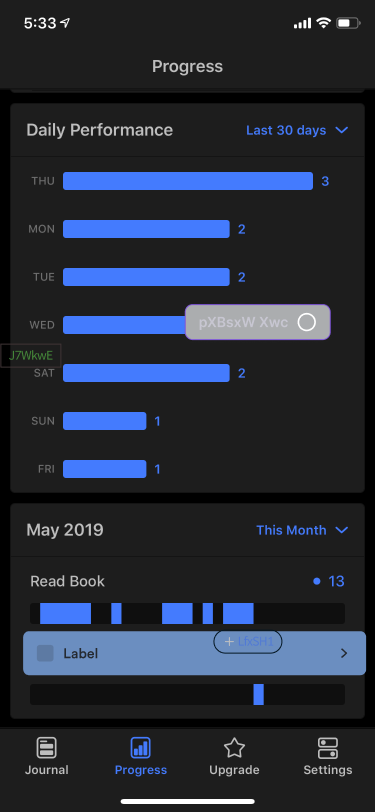 5:33
Progress
Daily Performance
Last 30 days
THU
3
MON
2
TUE
2
WED
pXBsxW Xwc
J7WkwE
SAT
2
SUN
1
FRI
1
May 2019
This Month
Read Book
13
+ LfxSH1
Label
Journal
Progress
Upgrade
Settings